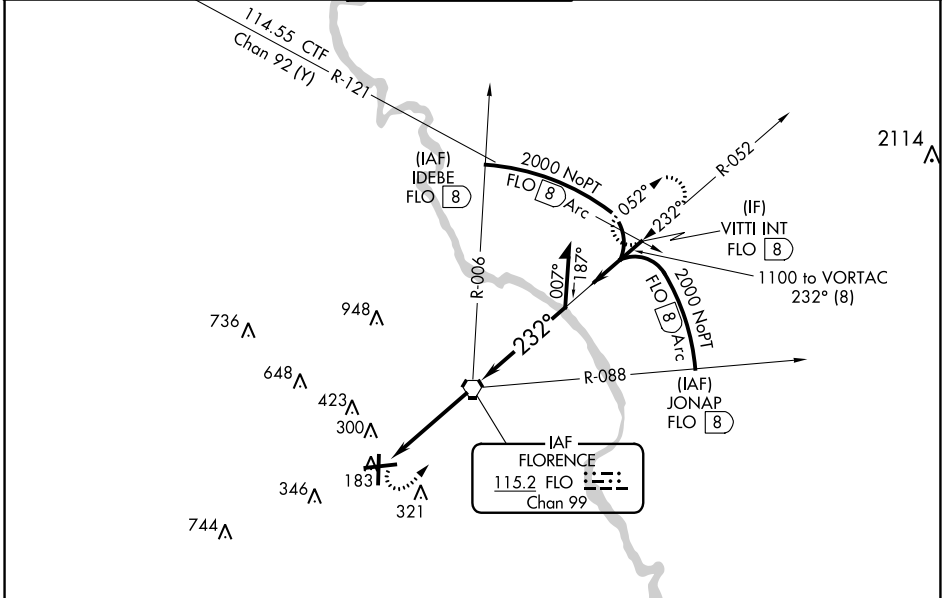 114.55 CTF
Chan 92 (Y)
R-121
2114
(IAF)
IDEBE
FLO 8
2000 NoPT
FLO 8 Arc
052°
232°
R-052
(IF)
VITTI INT
FLO 8
1100 to VORTAC
232° (8)
R-006
007°
187°
2000 NoPT
FLO 8 Arc
948
736
232°
648
R-088
(IAF)
JONAP
FLO 8
423
300
183
346
321
744
IAF
FLORENCE
115.2 FLO
Chan 99